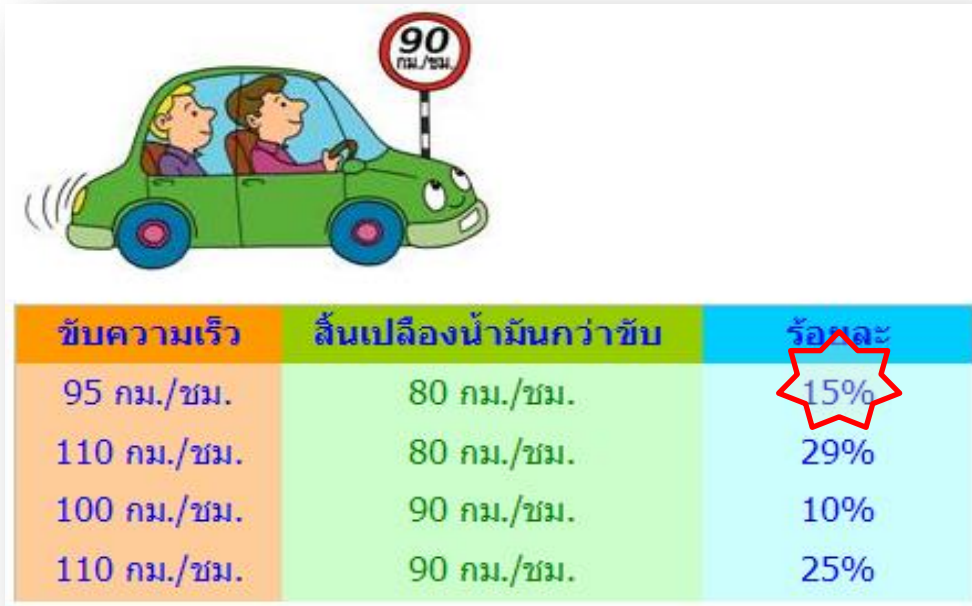 90
กม./ชม.
ขับความเร็ว สิ้นเปลืองน้ำมันกว่าขับ ร้อยละ
95 กม./ชม. 80 กม./ชม. 15%
110 กม./ชม. 80 กม./ชม. 29%
100 กม./ชม. 90 กม./ชม. 10%
110 กม./ชม. 90 กม./ชม. 25%